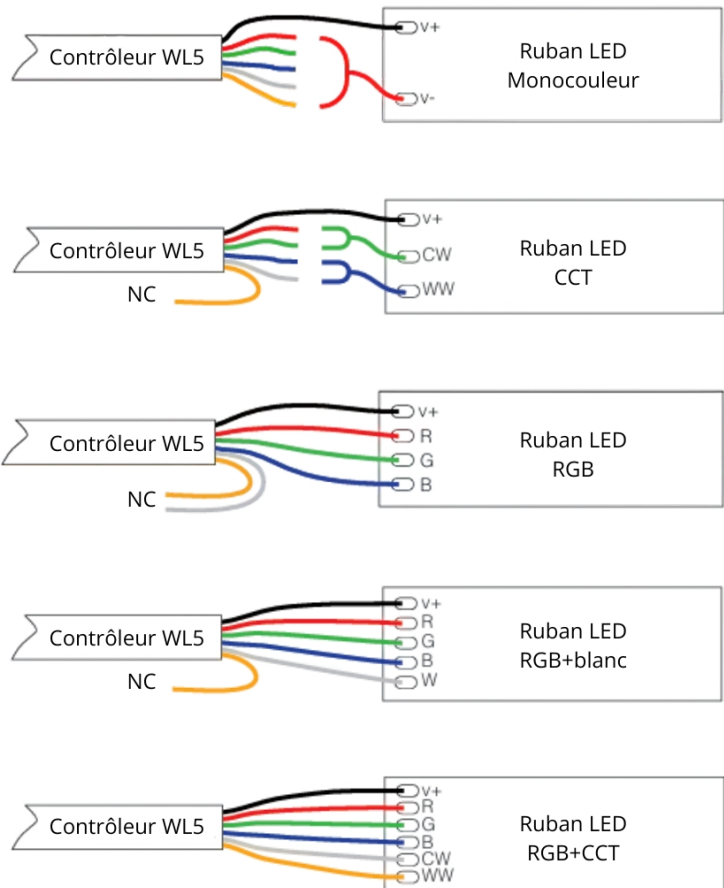 Contrôleur WL5
v+
v-
Ruban LED
Monocouleur
Contrôleur WL5
NC
v+
CW
WW
Ruban LED
CCT
Contrôleur WL5
NC
v+
R
G
B
Ruban LED
RGB
Contrôleur WL5
NC
v+
R
G
B
W
Ruban LED
RGB+blanc
Contrôleur WL5
v+
R
G
B
CW
WW
Ruban LED
RGB+CCT